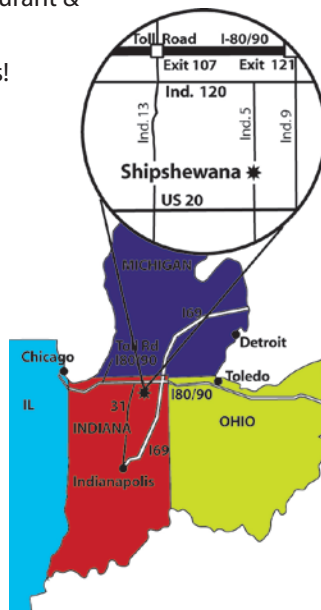 urant &
s!
Toll Road I-80/90
Exit 107 Exit 121
Ind. 120
Ind. 13
Ind. 5
Ind. 9
Shipshewana
US 20
MICHIGAN
I69
Toll Rd
I80/90
Detroit
Chicago
Toledo
IL
31
I80/90
INDIANA
OHIO
I69
Indianapolis